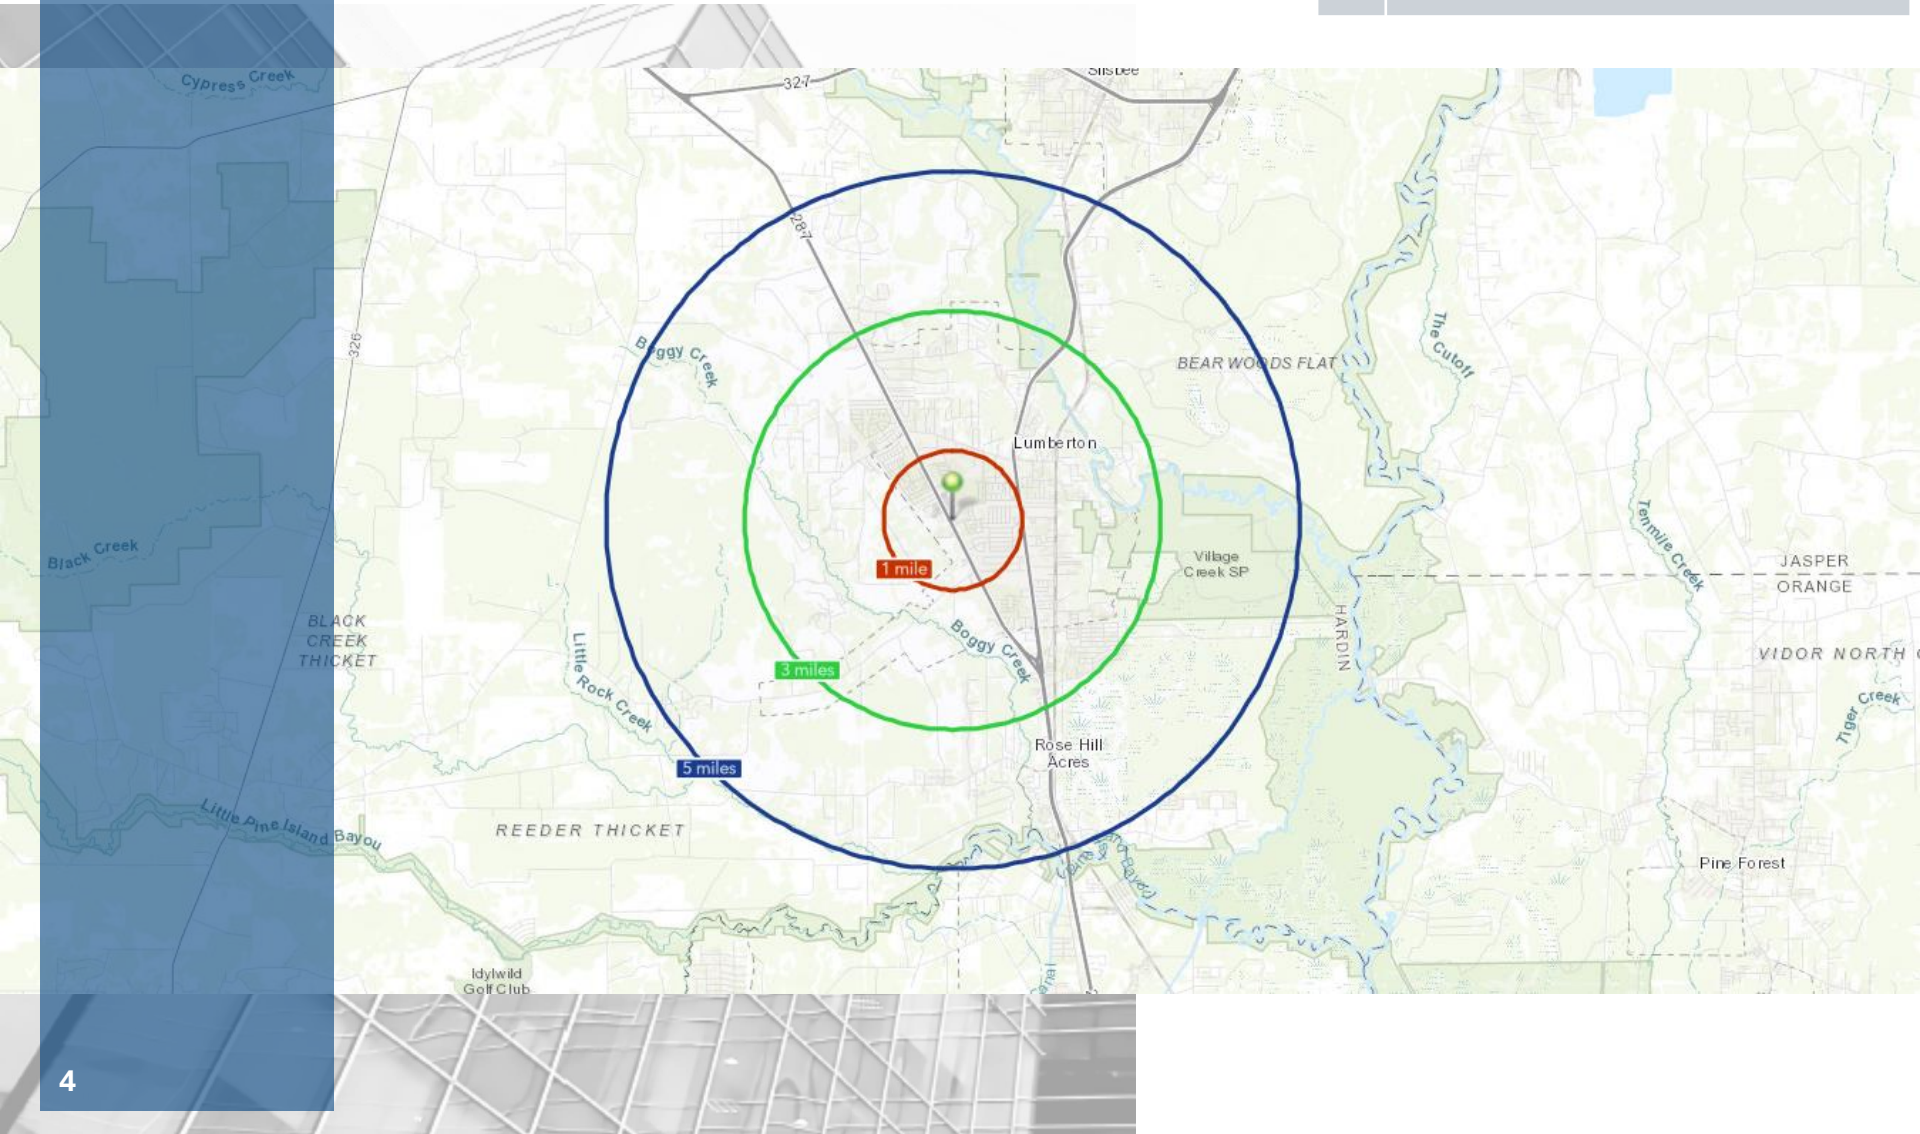 Cypress Creek
327
Silsbee
287
326
Boggy Creek
The Cutoff
BEAR WOODS FLAT
Lumberton
Tenmile Creek
Black Creek
Village
Creek SP
JASPER
ORANGE
1 mile
BLACK
CREEK
THICKET
HARDIN
Little Rock Creek
Boggy Creek
VIDOR NORTH
3 miles
Tiger Creek
Rose Hill
Acres
5 miles
Little Pine Island Bayou
REEDER THICKET
Pine Forest
Idylwild
Golf Club
4